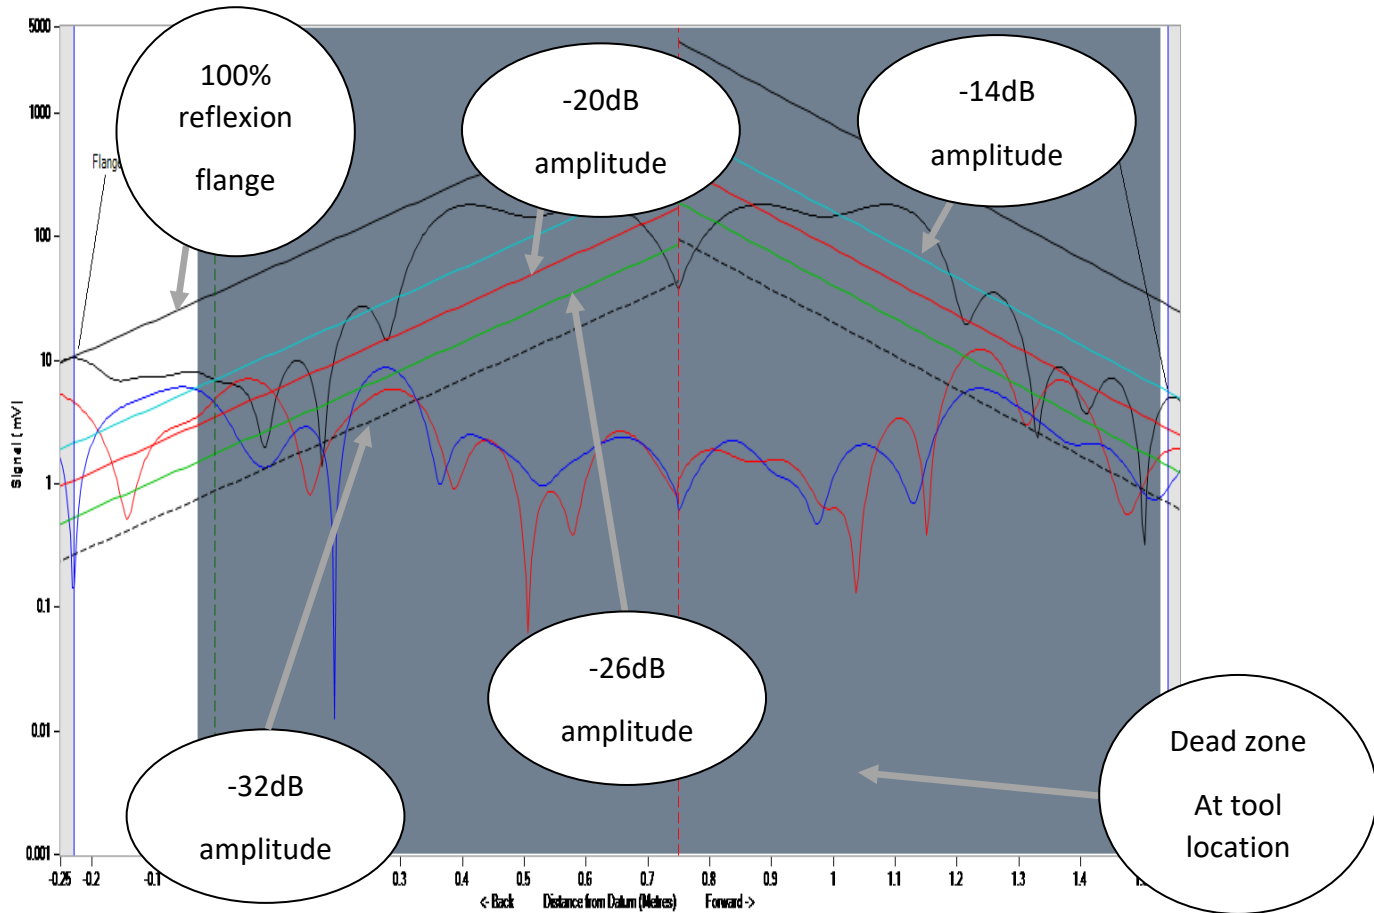 5000
1000
100
10
1
0.1
0.01
0.001
Signal (mV)
100%
reflexion
flange
Flange
-20dB
amplitude
-14dB
amplitude
-26dB
amplitude
-32dB
amplitude
Dead zone
At tool
location
-0.25 -0.2 -0.1 0.3 0.4 0.5 0.6 0.7 0.8 0.9 1 1.1 1.2 1.3 1.4
<- Back Distance from Datum (Metres) Forward ->